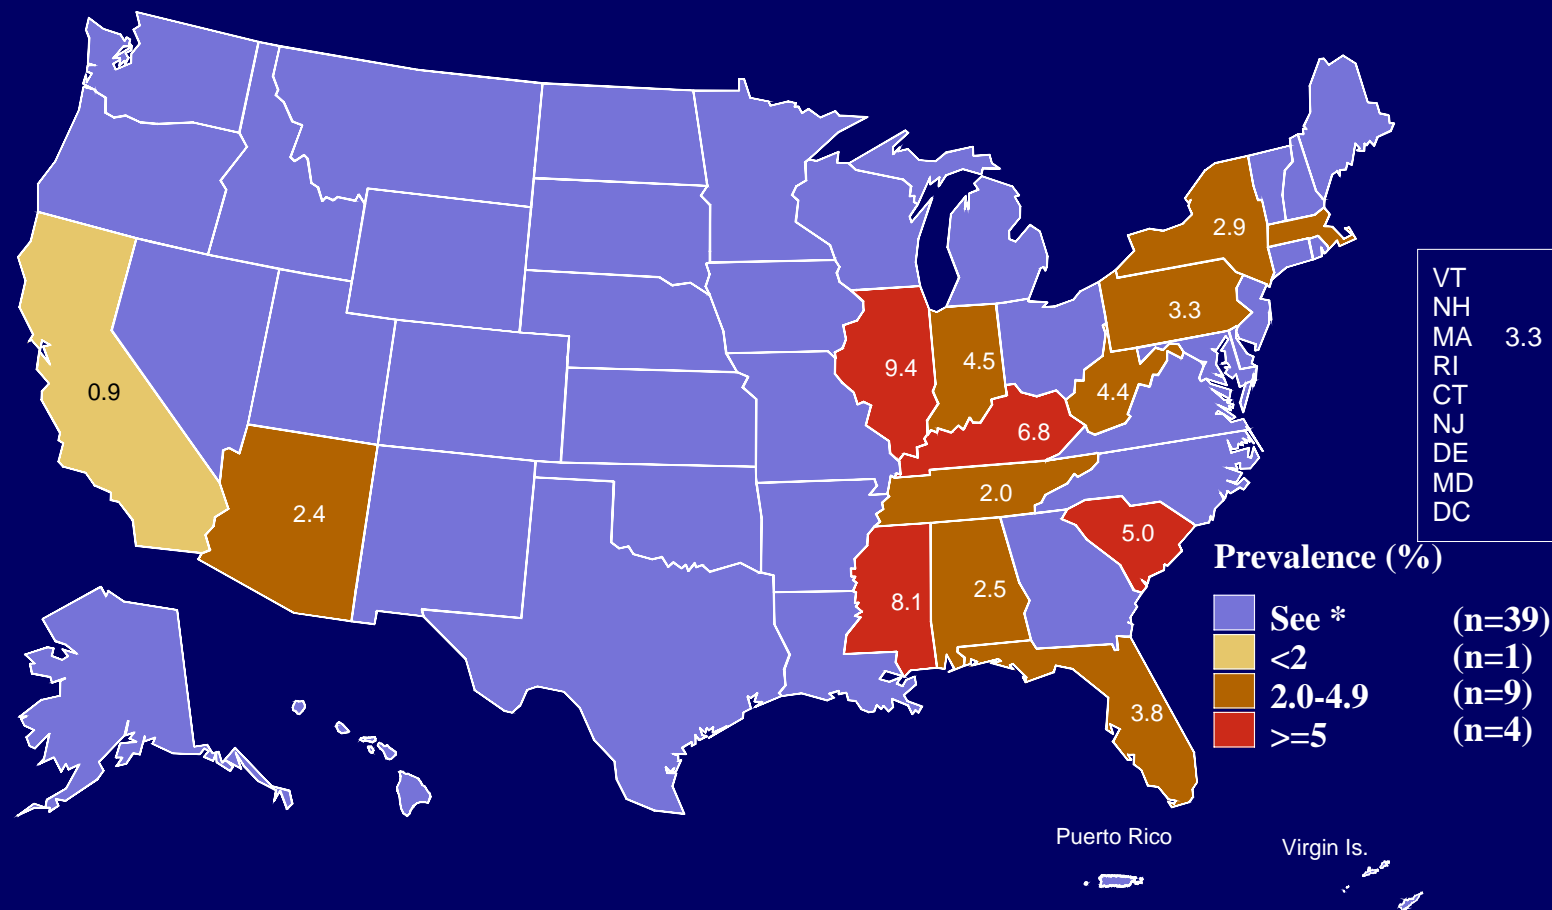 2.9
VT
NH
3.3
MA 3.3
9.4
4.5
RI
0.9
4.4
CT
6.8
NJ
DE
2.0
MD
2.4
DC
5.0
Prevalence (%)
2.5
8.1
See * (n=39)
<2 (n=1)
2.0-4.9 (n=9)
3.8
>=5 (n=4)
Puerto Rico
Virgin Is.